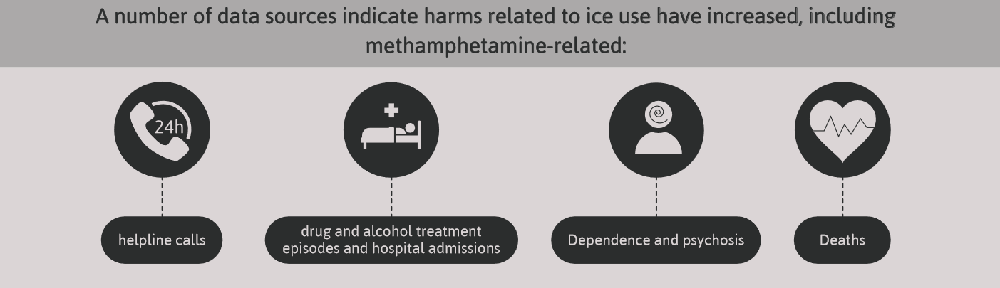 A number of data sources indicate harms related to ice use have increased, including
methamphetamine-related:
24h
helpline calls
drug and alcohol treatment
episodes and hospital admissions
Dependence and psychosis
Deaths